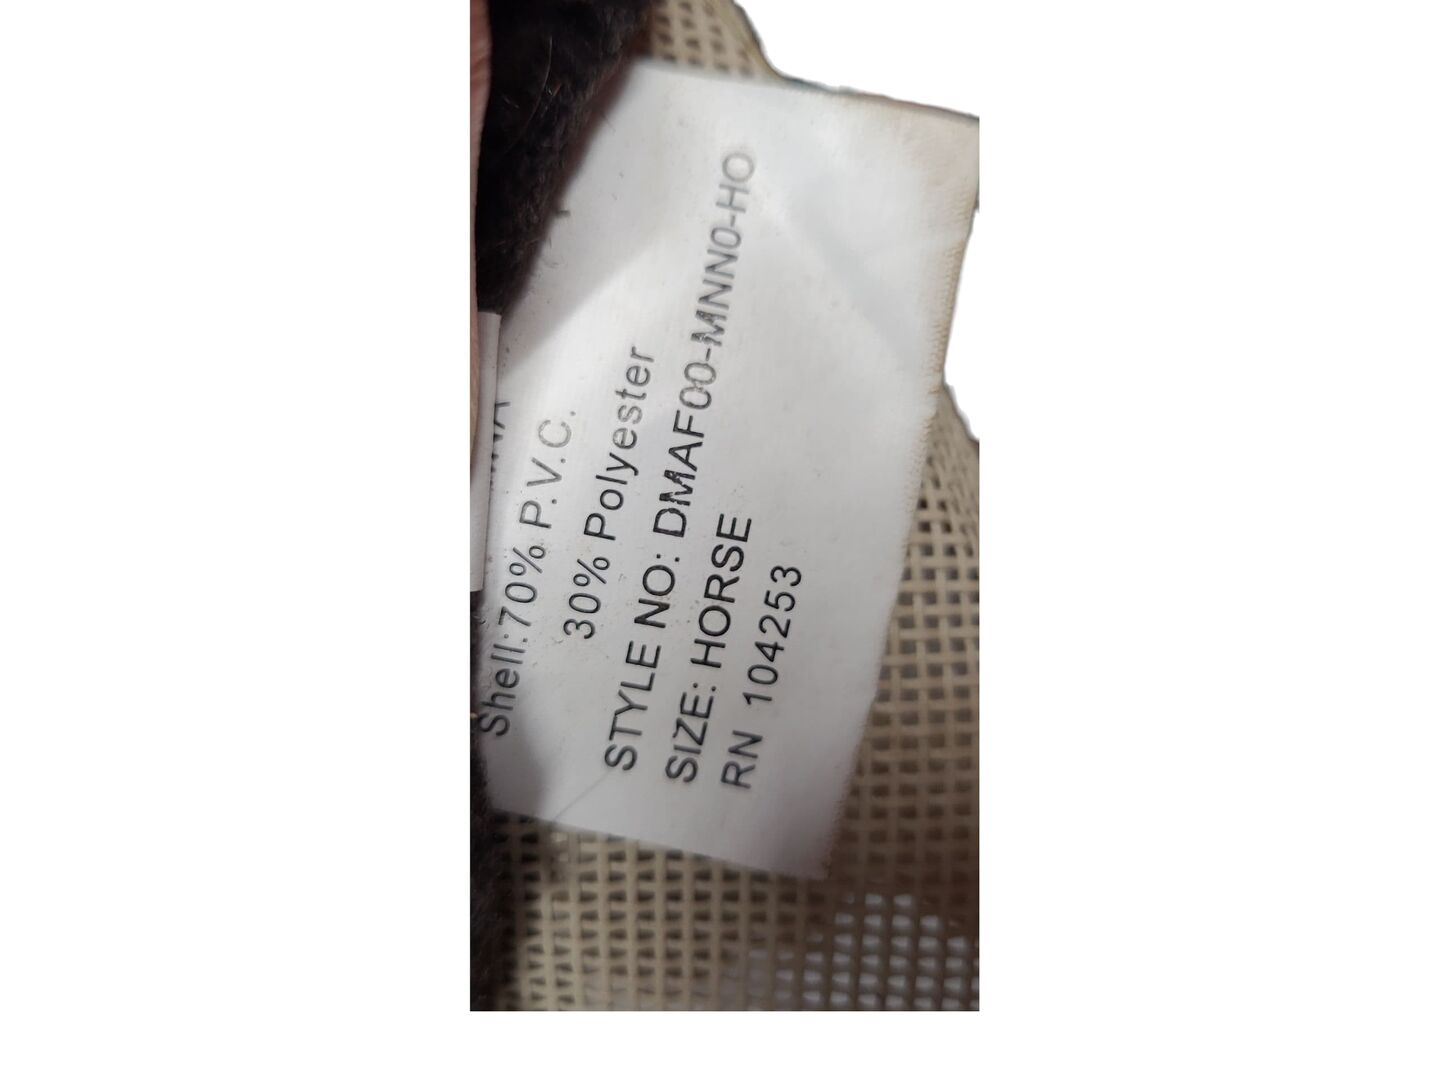 Shell: 70% P.V.C.
30% Polyester
STYLE NO: DMAF00-MNN0-HO
SIZE: HORSE
RN 104253